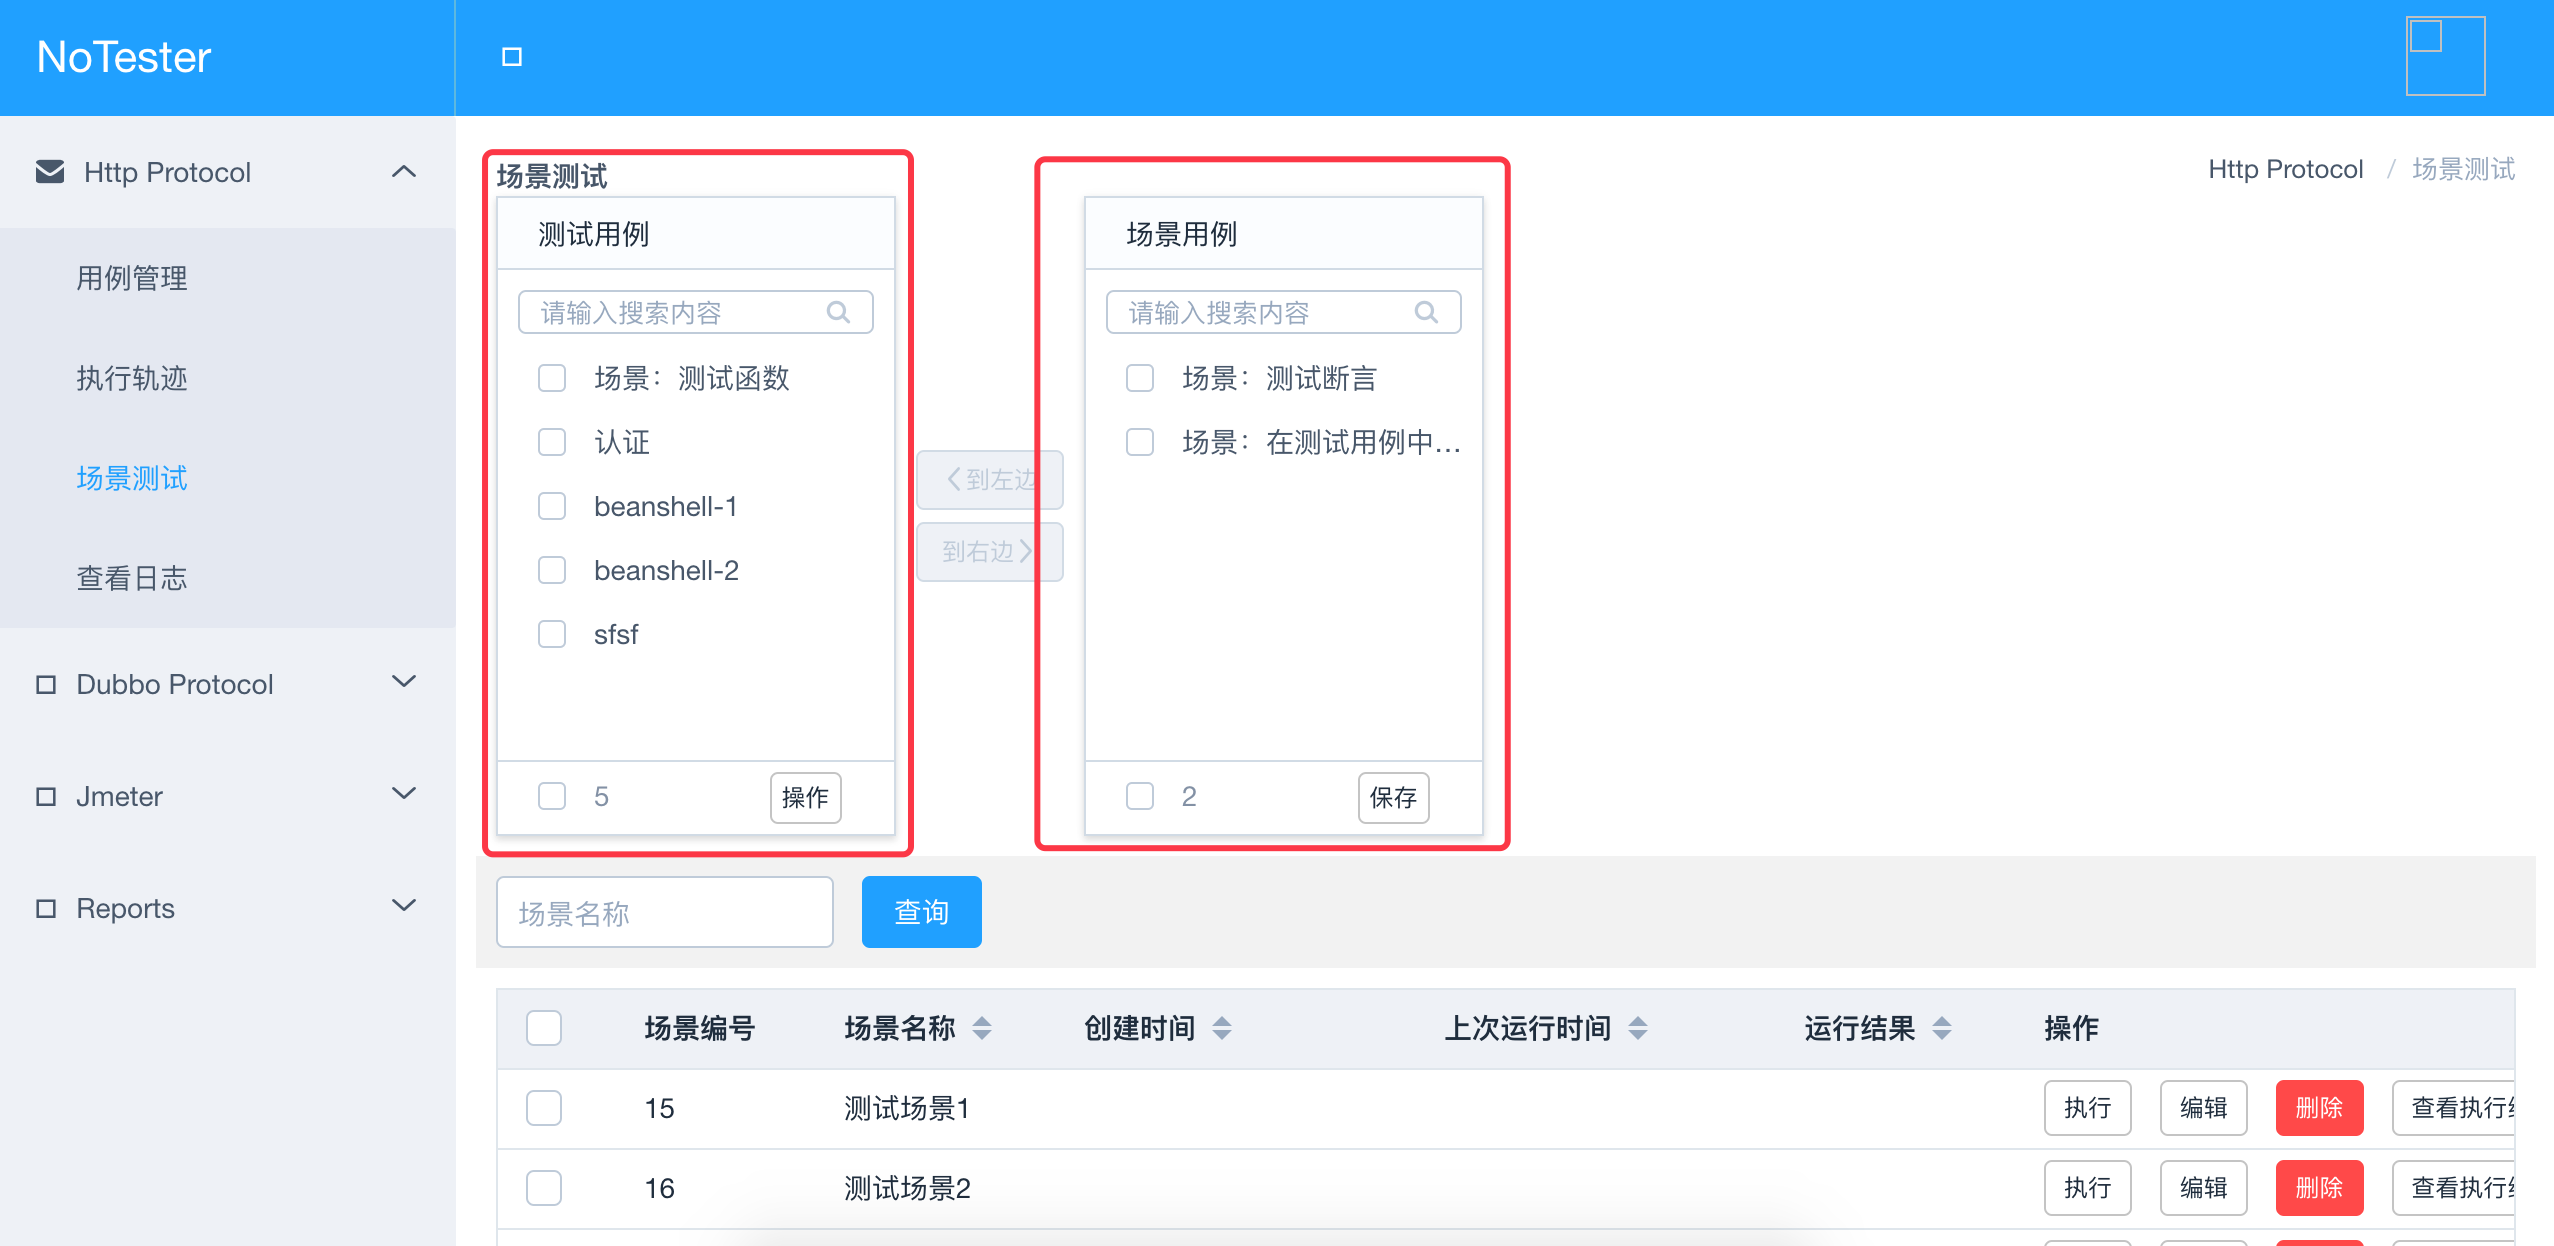 NoTester
Http Protocol
用例管理
执行轨迹
场景测试
查看日志
Dubbo Protocol
Jmeter
Reports
场景测试
Http Protocol / 场景测试
测试用例
请输入搜索内容
场景：测试函数
认证
beanshell-1
beanshell-2
sfsf
5 操作
到左边
到右边
场景用例
请输入搜索内容
场景：测试断言
场景：在测试用例中...
2 保存
场景名称 查询
场景编号 场景名称 创建时间 上次运行时间 运行结果 操作
15 测试场景1 执行 编辑 删除 查看执行
16 测试场景2 执行 编辑 删除 查看执行